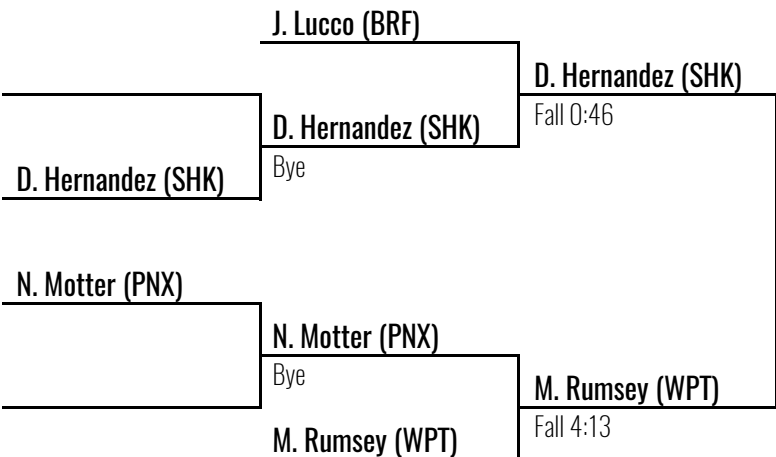 J. Lucco (BRF)
D. Hernandez (SHK)
Fall 0:46
D. Hernandez (SHK)
Bye
D. Hernandez (SHK)
N. Motter (PNX)
N. Motter (PNX)
Bye
M. Rumsey (WPT)
Fall 4:13
M. Rumsey (WPT)